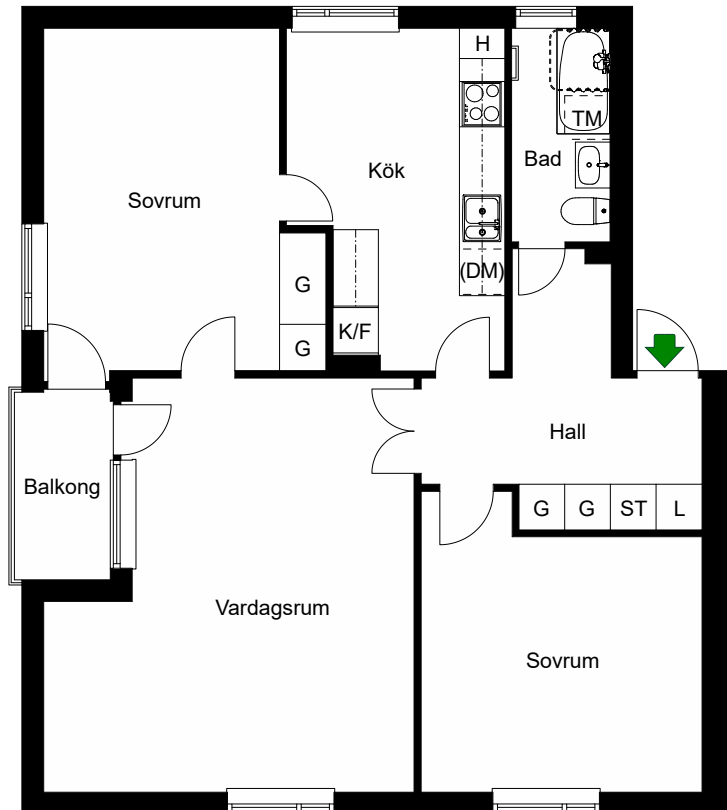 H
TM
Bad
Kök
Sovrum
(DM)
G
K/F
G
Hall
Balkong
G G ST L
Vardagsrum
Sovrum